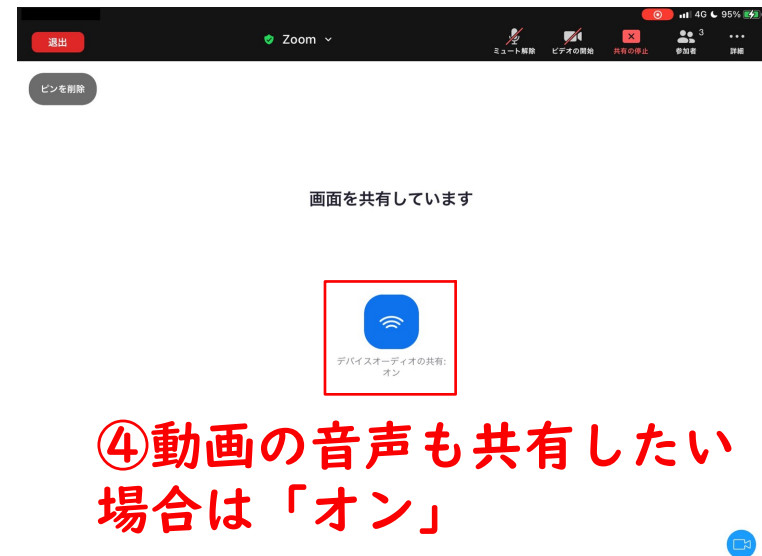 4G 95%
退出 Zoom ミュート解除 ビデオの開始 共有の停止 参加者 3 詳細
ピンを削除
画面を共有しています
デバイスオーディオの共有:
オン
④動画の音声も共有したい
場合は「オン」